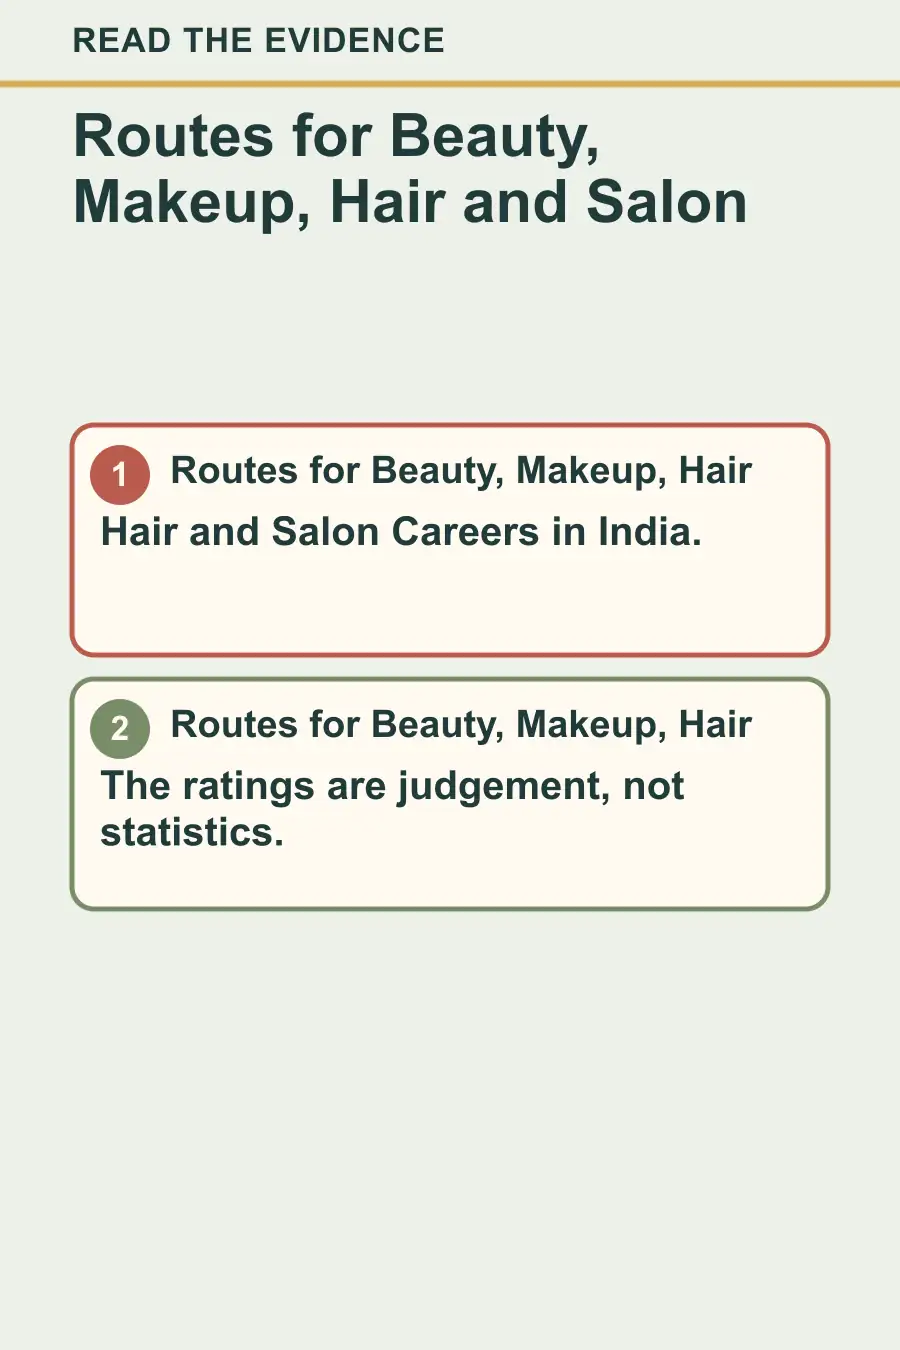 READ THE EVIDENCE
Routes for Beauty,
Makeup, Hair and Salon
1 Routes for Beauty, Makeup, Hair
Hair and Salon Careers in India.
2 Routes for Beauty, Makeup, Hair
The ratings are judgement, not
statistics.